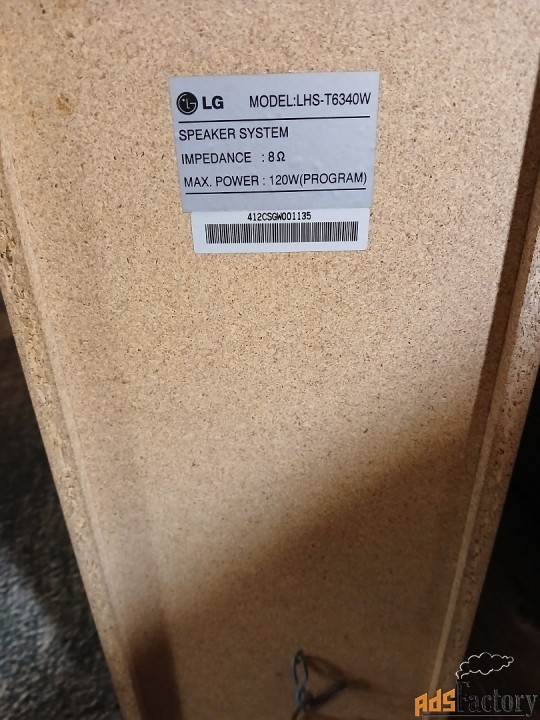 LG MODEL:LHS-T6340W
SPEAKER SYSTEM
IMPEDANCE : 8Ω
MAX. POWER : 120W(PROGRAM)
412CSGW001135
AdsFactory